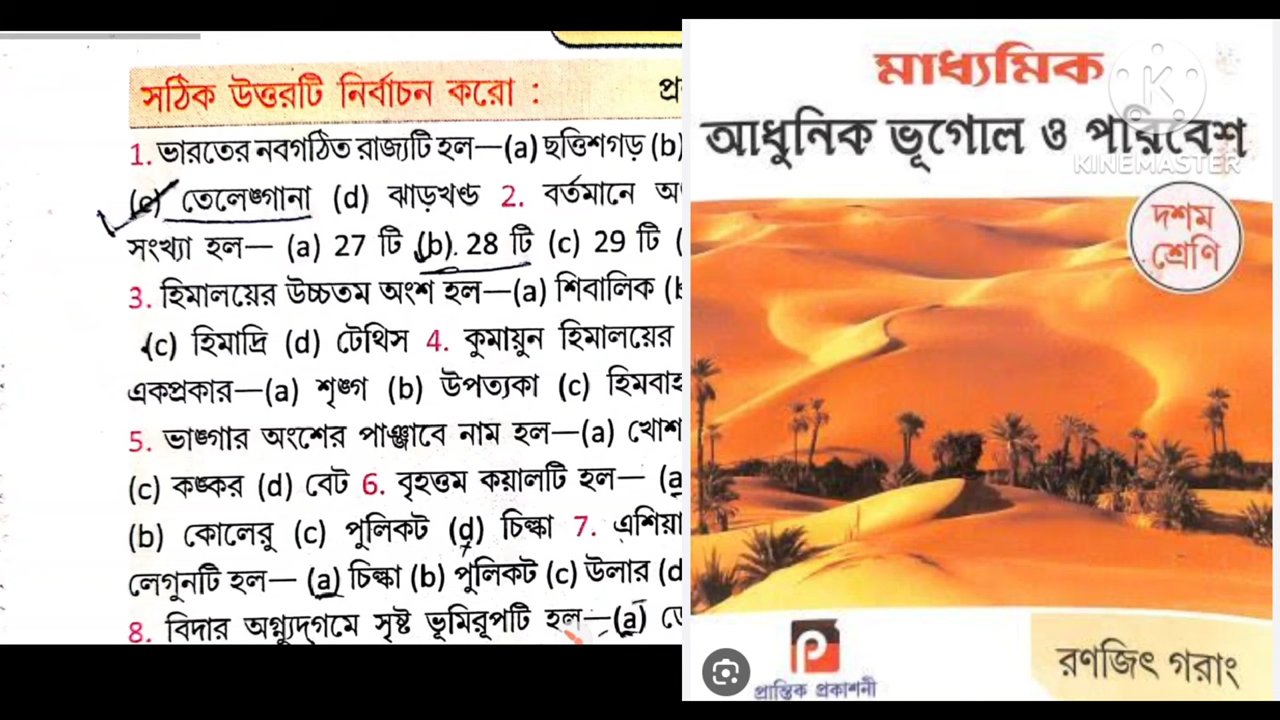 সঠিক উত্তরটি নির্বাচন করো :
1. ভারতের নবগঠিত রাজ্যটি হল—(a) ছত্তিশগড় (b)
(c) তেলেঙ্গানা (d) ঝাড়খণ্ড 2. বর্তমানে
সংখ্যা হল— (a) 27 টি (b) 28 টি (c) 29 টি (
3. হিমালয়ের উচ্চতম অংশ হল—(a) শিবালিক
(c) হিমাদ্রি (d) টেথিস 4. কুমায়ুন হিমালয়ের
একপ্রকার—(a) শৃঙ্গ (b) উপত্যকা (c)
5. ভাঙ্গার অংশের পাঞ্জাবে নাম হল—(a)
(c) কঙ্কর (d) বেট 6. বৃহত্তম কয়ালটি হল— (a
(b) কোলেরু (c) পুলিকট (d) চিল্কা 7.
লেগুনটি হল— (a) চিল্কা (b) পুলিকট (c) উলার (d
8. বিদার অগ্ন্যুদ্‌গমে সৃষ্ট ভূমিরূপটি হল—(a)
মাধ্যমিক
আধুনিক ভূগোল ও পরিবেশ
KINEMASTER
দশম
শ্রেণি
প্রান্তিক প্রকাশনী
রণজিৎ গরাং